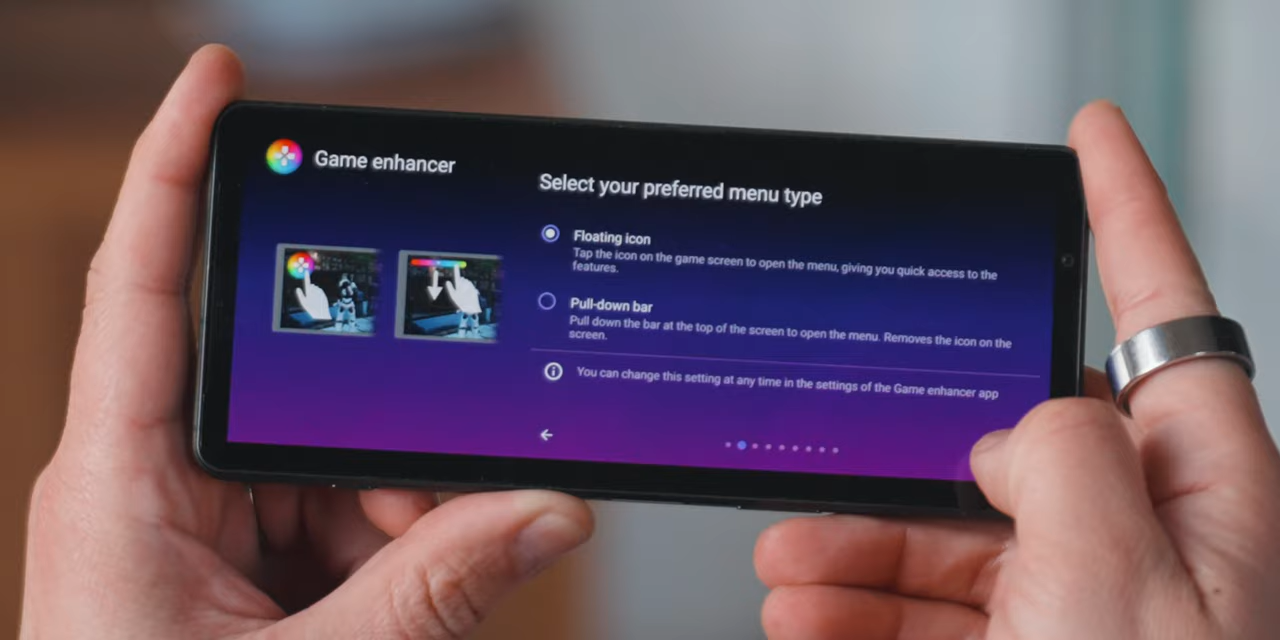 Game enhancer
Select your preferred menu type
Floating icon
Tap the icon on the game screen to open the menu, giving you quick access to the
features.
Pull-down bar
Pull down the bar at the top of the screen to open the menu. Removes the icon on the
screen.
You can change this setting at any time in the settings of the Game enhancer app